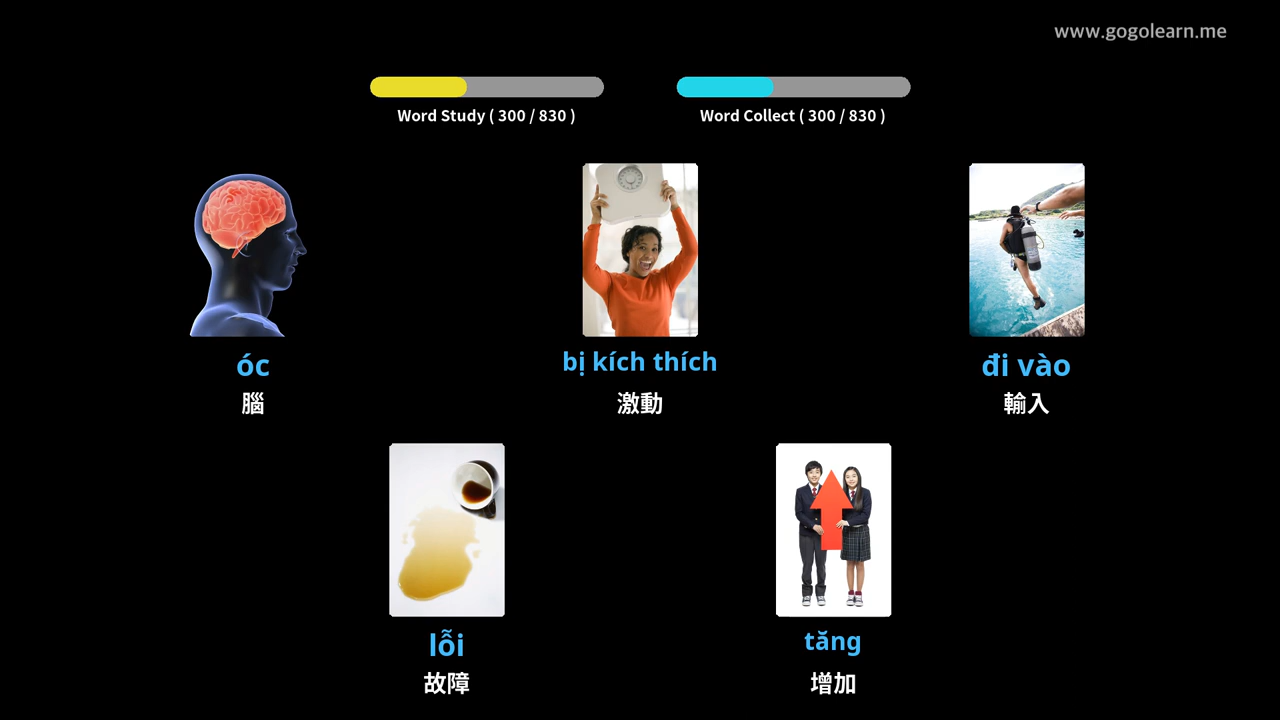 www.gogolearn.me
Word Study ( 300 / 830 )
Word Collect ( 300 / 830 )
óc
腦
bị kích thích
激動
đi vào
輸入
lỗi
故障
tăng
增加